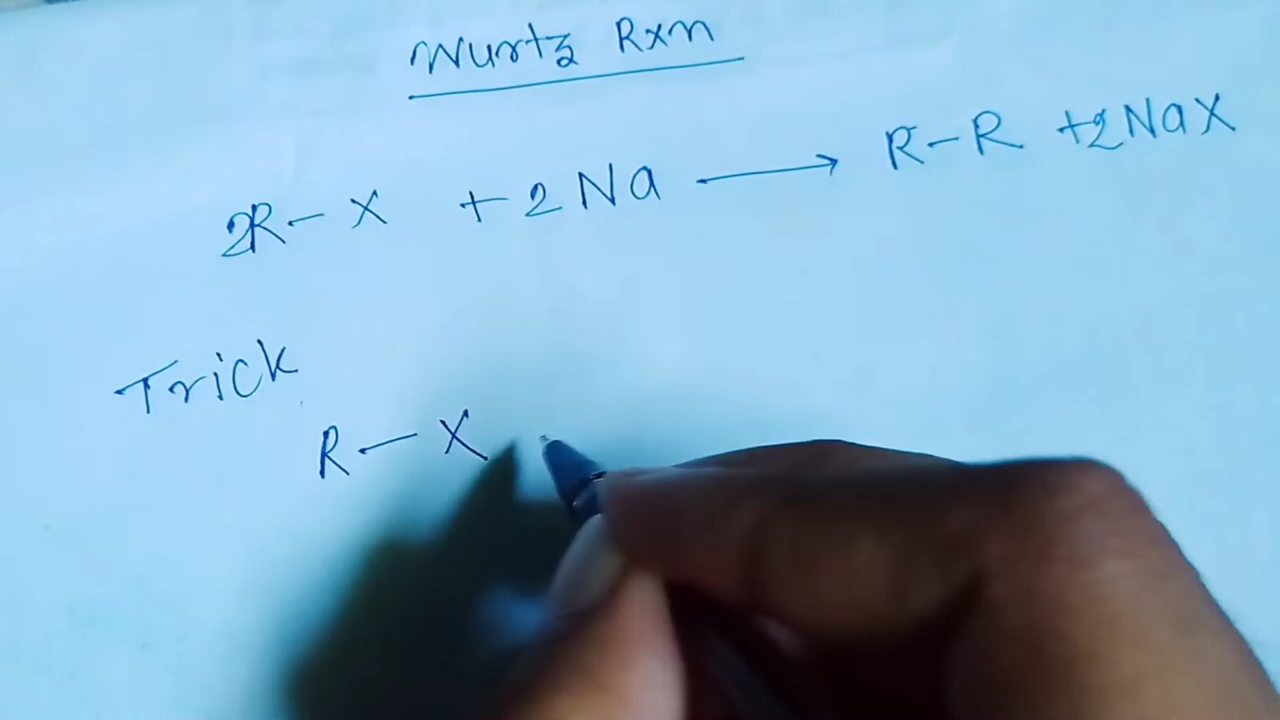 Wurtz Rxn
2R-X + 2Na → R-R + 2NaX
Trick
R-X